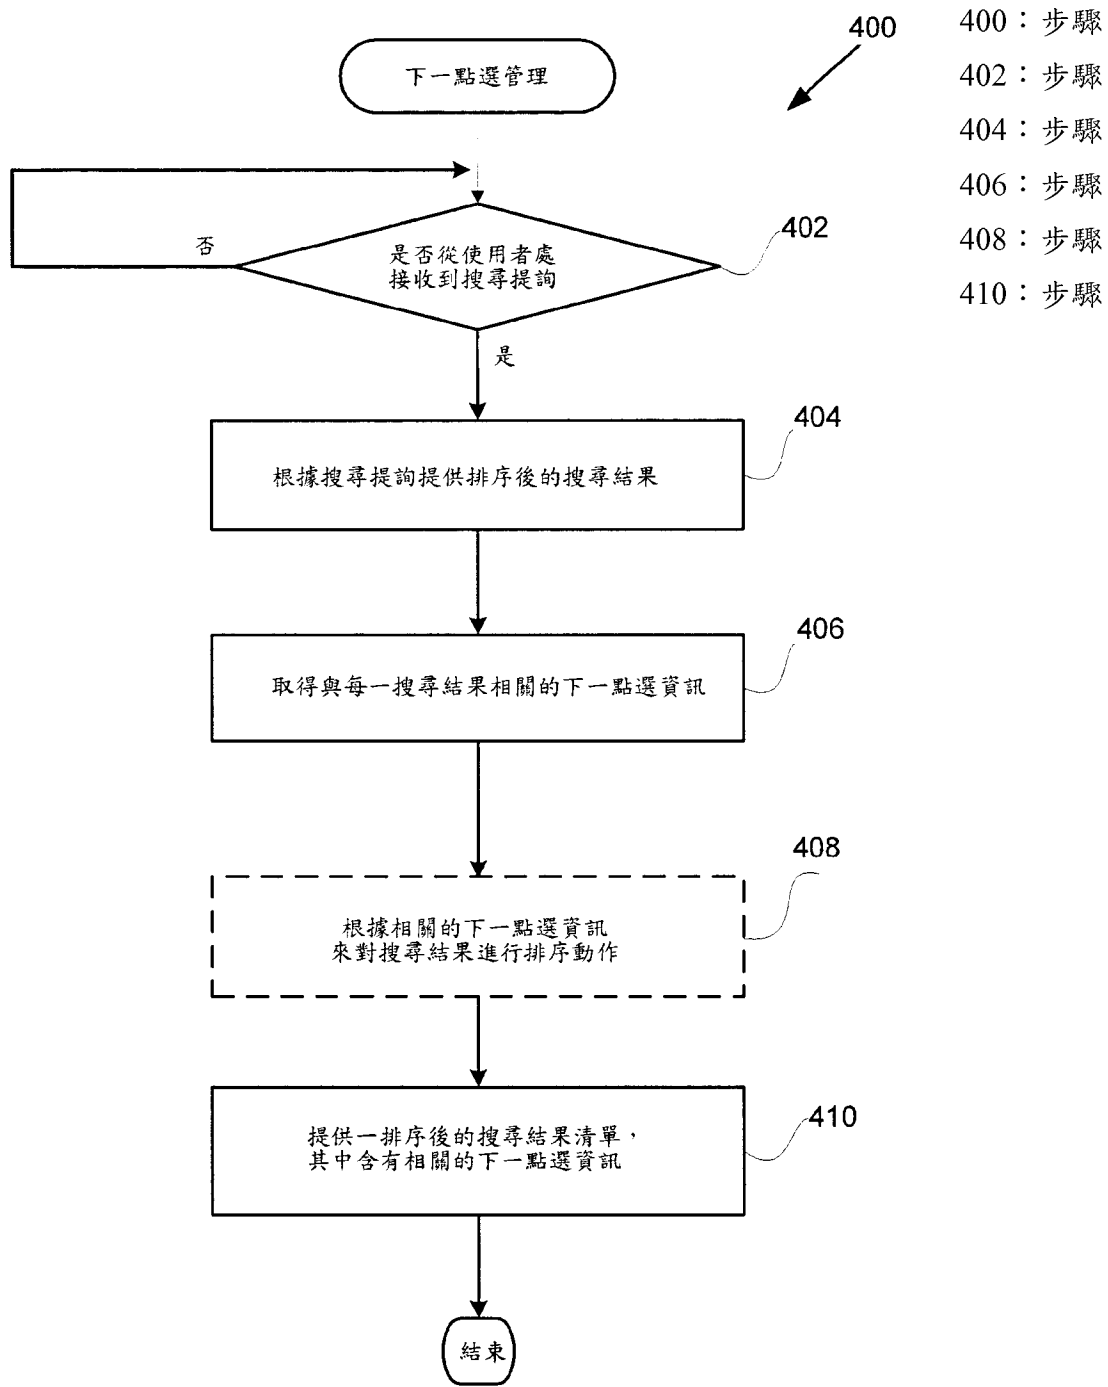 400
400：步驟
402：步驟
404：步驟
406：步驟
408：步驟
410：步驟
下一點選管理
402
是否從使用者處
接收到搜尋提詢
否
是
404
根據搜尋提詢提供排序後的搜尋結果
406
取得與每一搜尋結果相關的下一點選資訊
408
根據相關的下一點選資訊
來對搜尋結果進行排序動作
410
提供一排序後的搜尋結果清單，
其中含有相關的下一點選資訊
結束